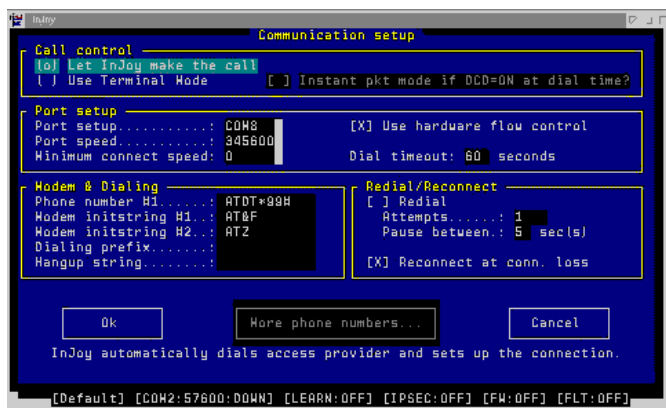 InJoy
Communication setup
Call control
(o) Let InJoy make the call
( ) Use Terminal Mode [ ] Instant pkt mode if DCD=ON at dial time?
Port setup
Port setup...........: COM8 [X] Use hardware flow control
Port speed...........: 345600
Minimum connect speed: 0 Dial timeout: 60 seconds
Modem & Dialing
Phone number #1......: ATDT*99#
Modem initstring #1..: AT&F
Modem initstring #2..: ATZ
Dialing prefix.......:
Hangup string........:
Redial/Reconnect
[ ] Redial
Attempts......: 1
Pause between.: 5 sec(s)
[X] Reconnect at conn. loss
Ok More phone numbers... Cancel
InJoy automatically dials access provider and sets up the connection.
[Default] [COM2:57600:DOWN] [LEARN:OFF] [IPSEC:OFF] [FW:OFF] [FLT:OFF]